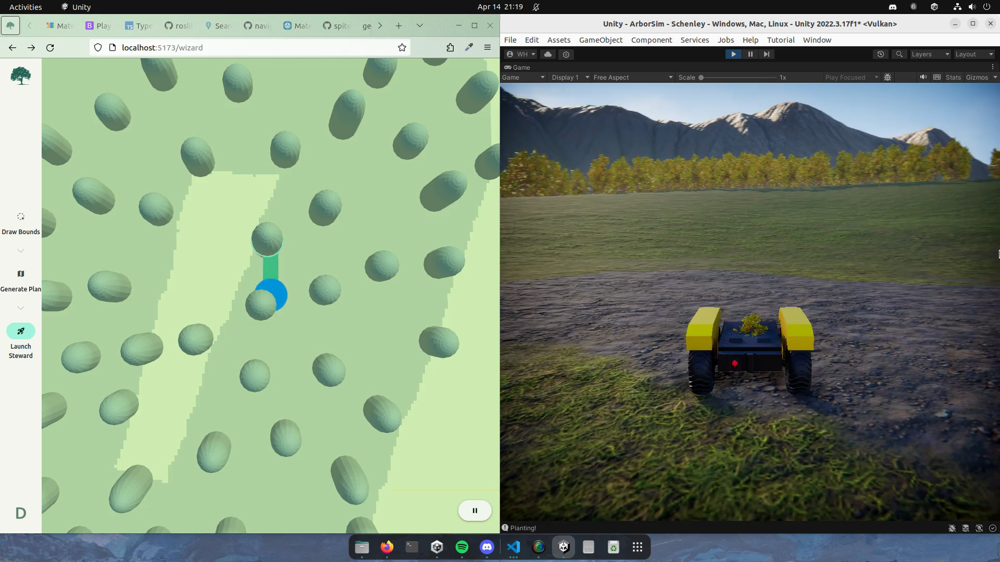 Activities
Unity
Apr 14 21:19
Mate
Play
Type
rosli
Sear
navi
Mate
spite
ge
localhost:5173/wizard
Draw Bounds
Generate Plan
Launch
Steward
D
Unity - ArborSim - Schenley - Windows, Mac, Linux - Unity 2022.3.17f1* <Vulkan>
File Edit Assets GameObject Component Services Jobs Help Tutorial Window
WH
Layers
Layout
Game
Game
Display 1
Free Aspect
Scale
1x
Play Focused
Stats
Gizmos
Planting!
SSD